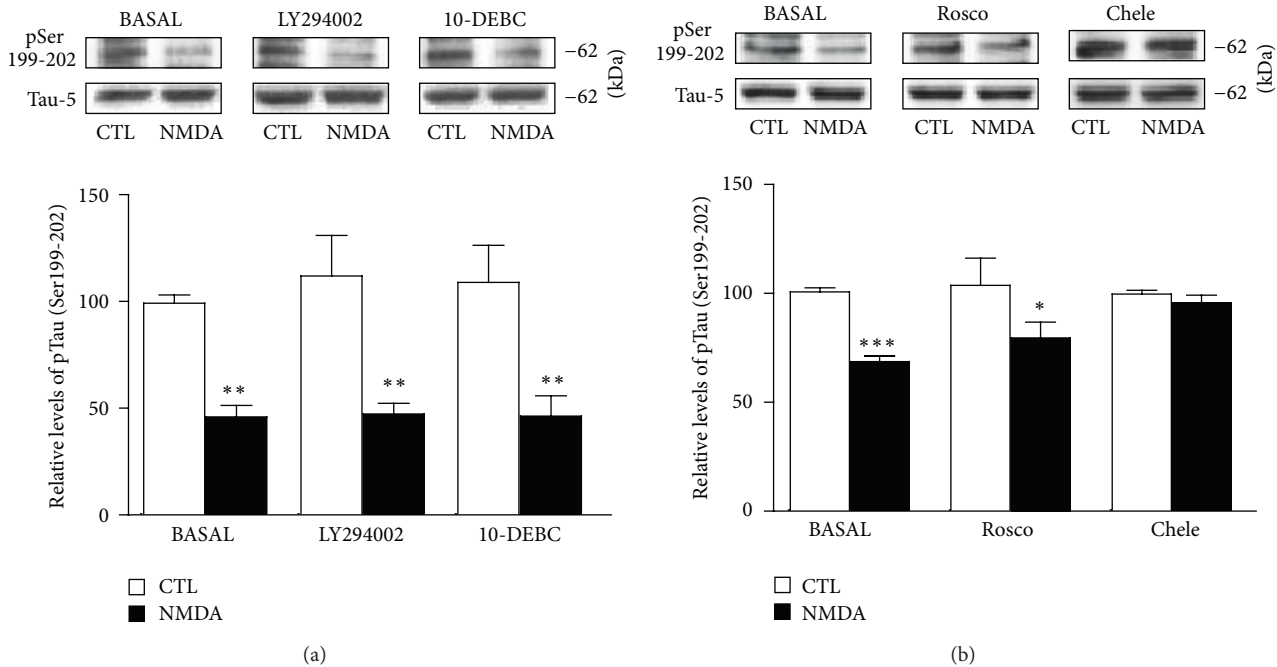 BASAL LY294002 10-DEBC
pSer
199-202
−62
Tau-5
−62
(kDa)
CTL NMDA CTL NMDA CTL NMDA
Relative levels of pTau (Ser199-202)
150
100
50
0
** ** **
BASAL LY294002 10-DEBC
CTL
NMDA
(a)
BASAL Rosco Chele
pSer
199-202
−62
Tau-5
−62
(kDa)
CTL NMDA CTL NMDA CTL NMDA
Relative levels of pTau (Ser199-202)
150
100
50
0
*** *
BASAL Rosco Chele
CTL
NMDA
(b)